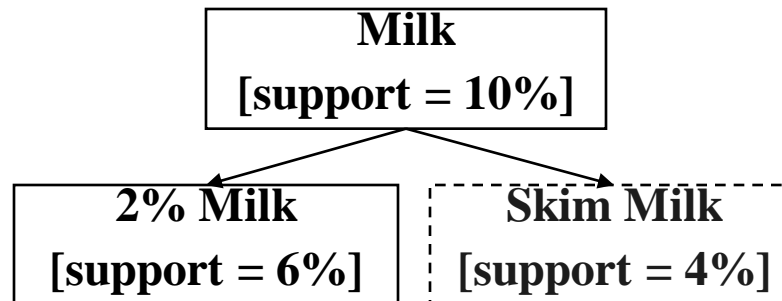 Milk
[support = 10%]
2% Milk
[support = 6%]
Skim Milk
[support = 4%]